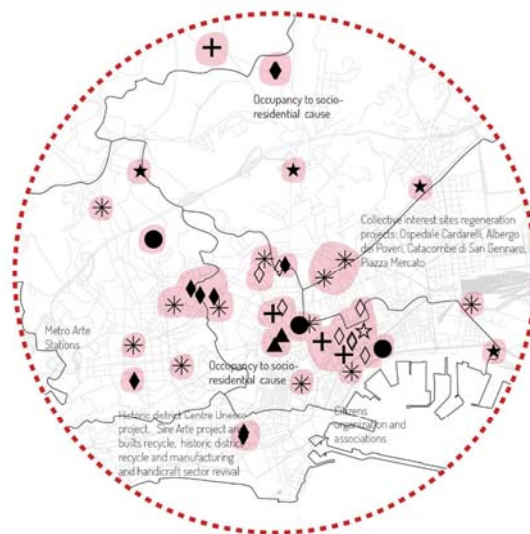 Occupancy to socio-
residential cause
Collective interest sites regeneration
projects: Ospedale Cardarelli, Albergo
dei Poveri, Catacombe di San Gennaro,
Piazza Mercato
Metro Arte
Stations
Occupancy to socio-
residential cause
Historic district Centre Unesco
project. Sire Arte project and
builts recycle, historic district
recycle and manufacturing
and handicraft sector revival
Citizens
organization and
associations